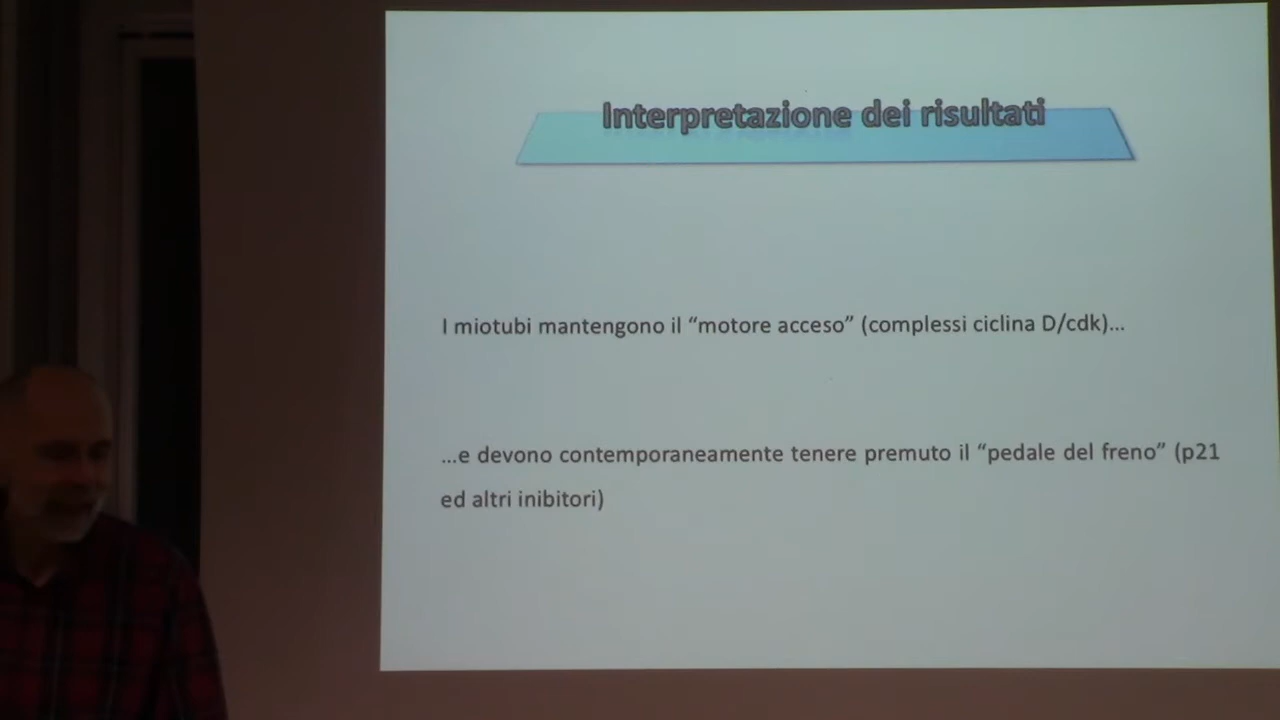 Interpretazione dei risultati
I miotubi mantengono il “motore acceso” (complessi ciclina D/cdk)...
...e devono contemporaneamente tenere premuto il “pedale del freno” (p21
ed altri inibitori)